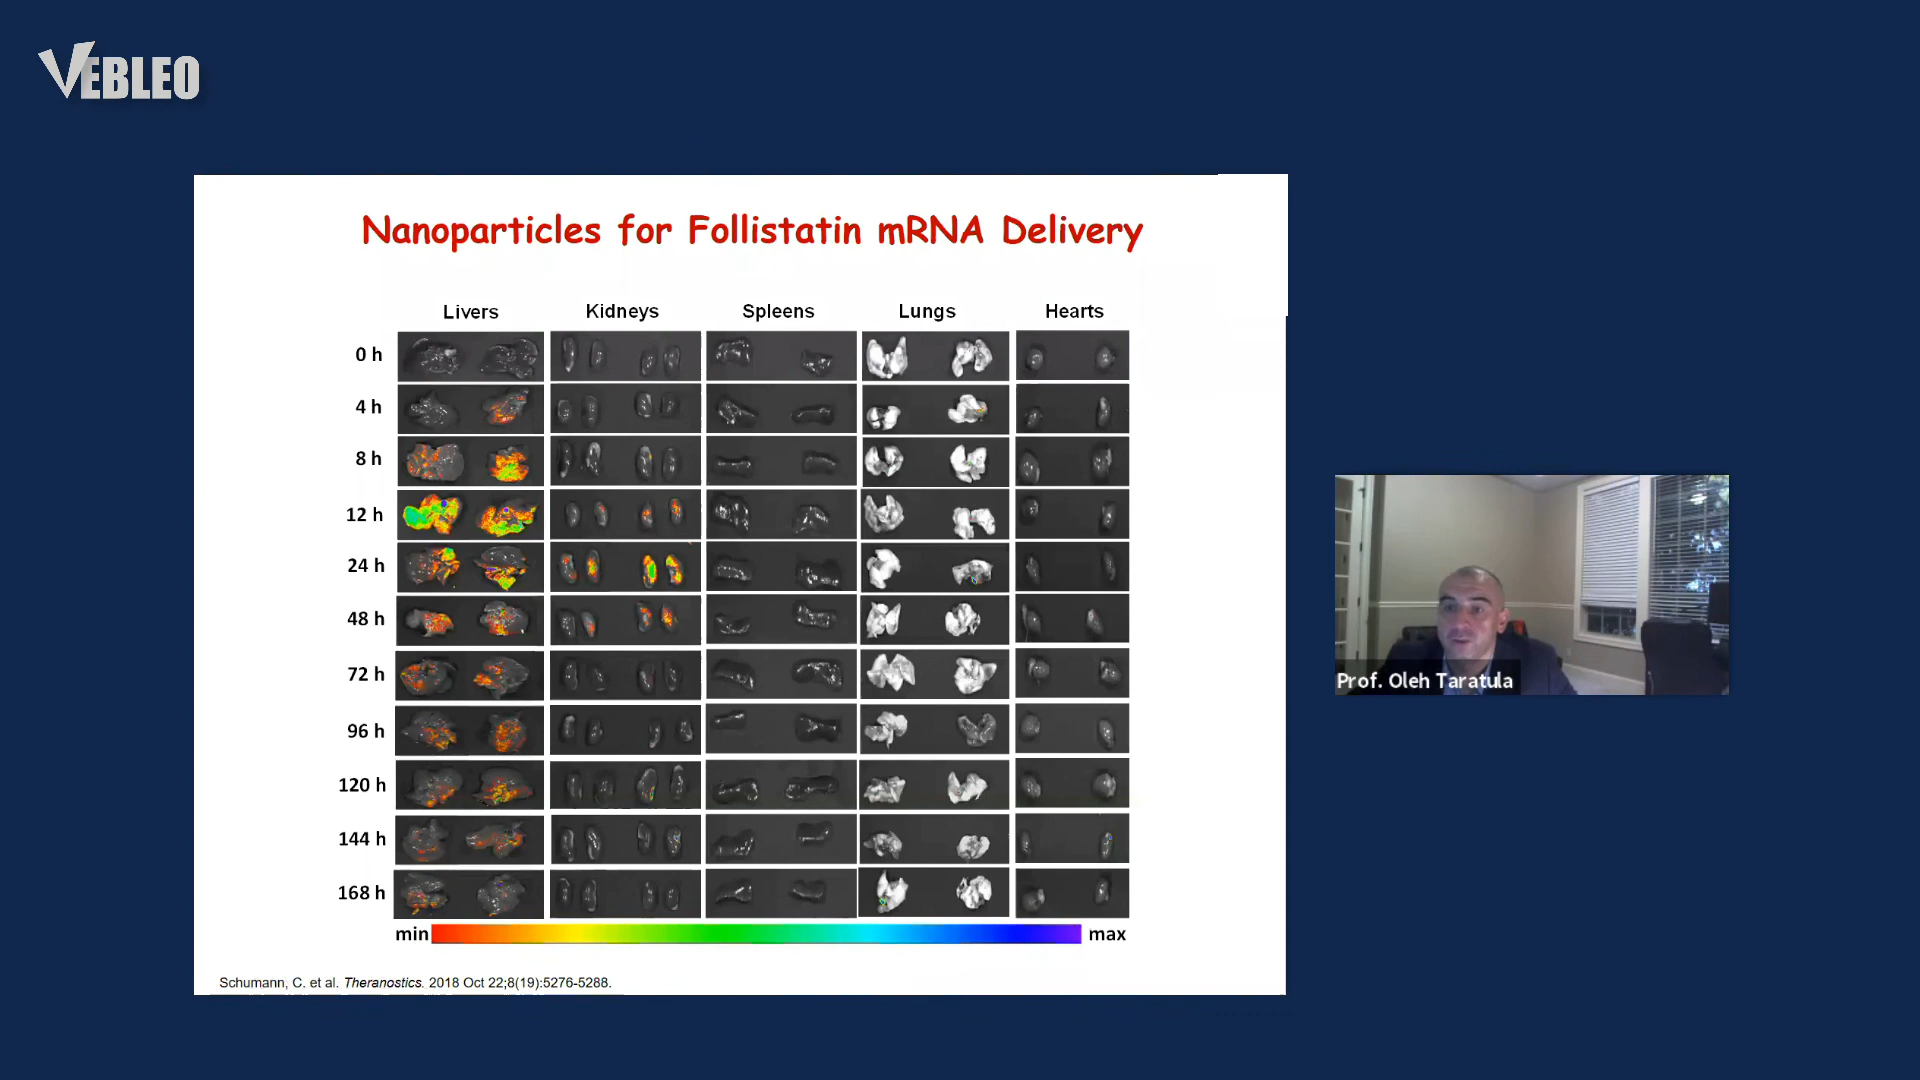 VEBLEO
Nanoparticles for Follistatin mRNA Delivery
Livers Kidneys Spleens Lungs Hearts
0 h
4 h
8 h
12 h
24 h
48 h
72 h
96 h
120 h
144 h
168 h
min max
Schumann, C. et al. Theranostics. 2018 Oct 22;8(19):5276-5288.
Prof. Oleh Taratula